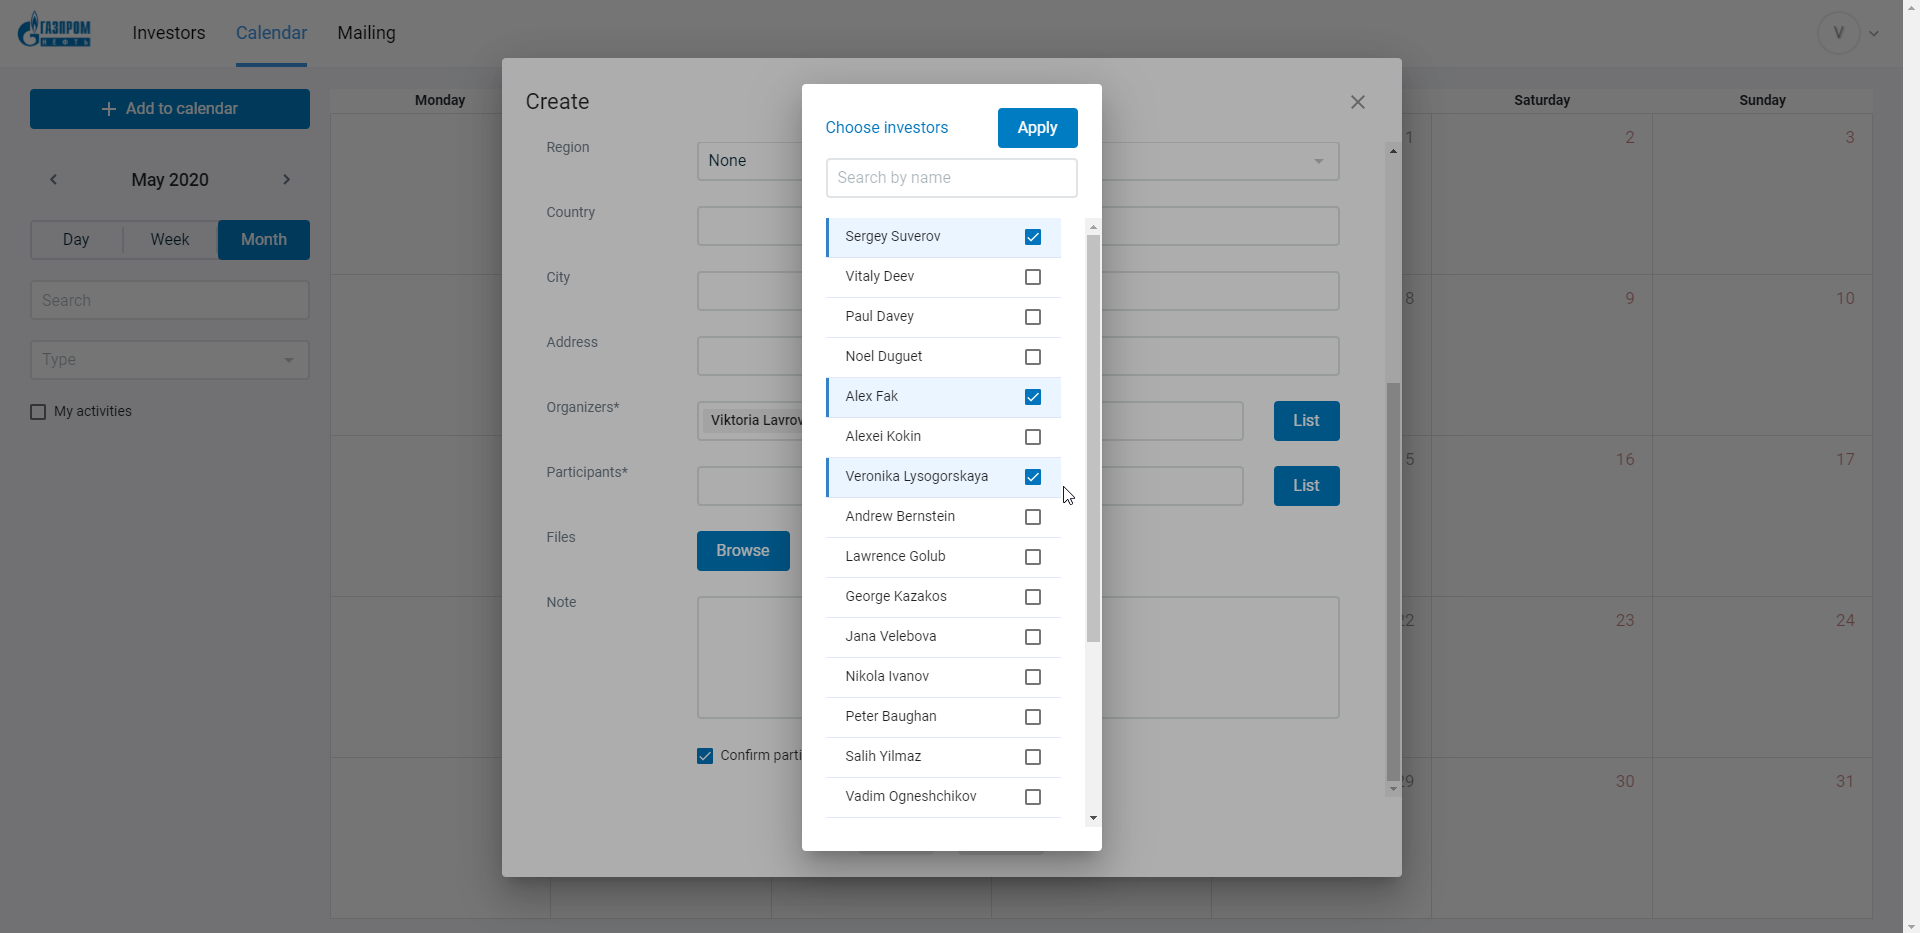 ГАЗПРОМ
НЕФТЬ
Investors
Calendar
Mailing
V
+ Add to calendar
May 2020
Day
Week
Month
Search
Type
My activities
Monday
Saturday
Sunday
1
2
3
8
9
10
5
16
17
22
23
24
29
30
31
Create
Region
None
Country
City
Address
Organizers*
Viktoria Lavrov
List
Participants*
List
Files
Browse
Note
Confirm parti
Choose investors
Apply
Search by name
Sergey Suverov
Vitaly Deev
Paul Davey
Noel Duguet
Alex Fak
Alexei Kokin
Veronika Lysogorskaya
Andrew Bernstein
Lawrence Golub
George Kazakos
Jana Velebova
Nikola Ivanov
Peter Baughan
Salih Yilmaz
Vadim Ogneshchikov